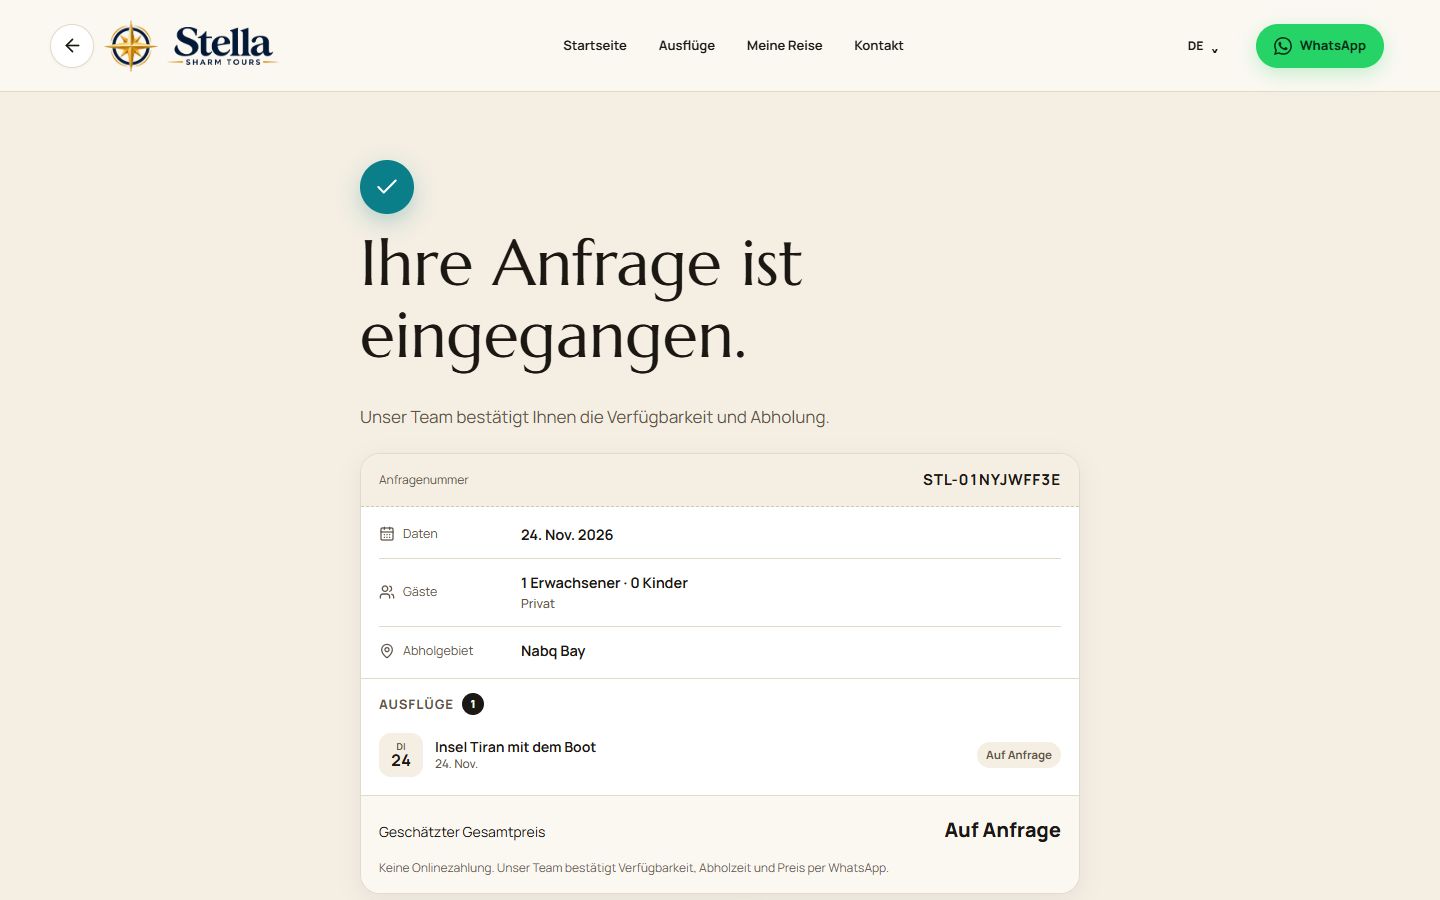 Stella
SHARM TOURS
Startseite
Ausflüge
Meine Reise
Kontakt
DE
WhatsApp
Ihre Anfrage ist
eingegangen.
Unser Team bestätigt Ihnen die Verfügbarkeit und Abholung.
Anfragenummer
STL-01NYJWFF3E
Daten
24. Nov. 2026
Gäste
1 Erwachsener · 0 Kinder
Privat
Abholgebiet
Nabq Bay
AUSFLÜGE 1
DI
24
Insel Tiran mit dem Boot
24. Nov.
Auf Anfrage
Geschätzter Gesamtpreis
Auf Anfrage
Keine Onlinezahlung. Unser Team bestätigt Verfügbarkeit, Abholzeit und Preis per WhatsApp.